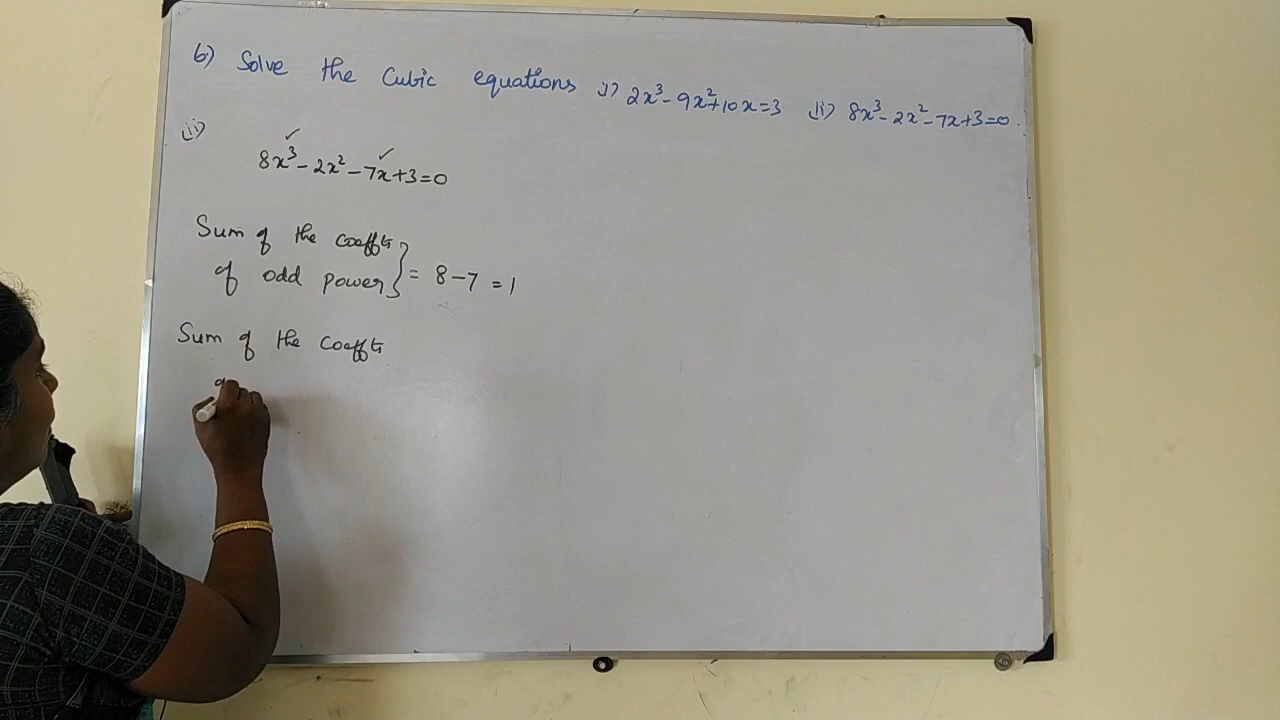 6) Solve the Cubic equations i) 2x³-9x²+10x=3 ii) 8x³-2x²-7x+3=0.
ii)
8x³-2x²-7x+3=0
Sum of the coeffts
of odd power} = 8-7 = 1
Sum of the coeffts